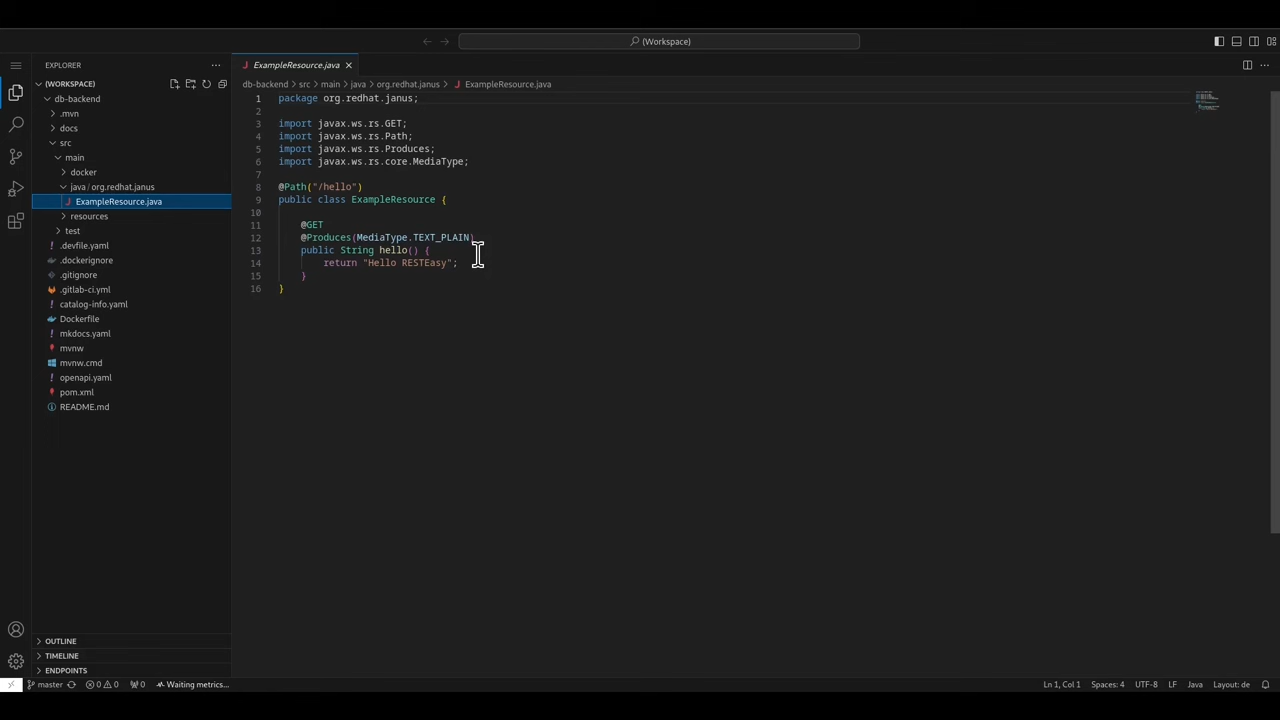 (Workspace)
EXPLORER
ExampleResource.java
(WORKSPACE)
db-backend > src > main > java > org.redhat.janus > ExampleResource.java
db-backend
.mvn
docs
src
main
docker
java / org.redhat.janus
ExampleResource.java
resources
test
.devfile.yaml
.dockerignore
.gitignore
.gitlab-ci.yml
catalog-info.yaml
Dockerfile
mkdocs.yaml
mvnw
mvnw.cmd
openapi.yaml
pom.xml
README.md
1 package org.redhat.janus;
2
3 import javax.ws.rs.GET;
4 import javax.ws.rs.Path;
5 import javax.ws.rs.Produces;
6 import javax.ws.rs.core.MediaType;
7
8 @Path("/hello")
9 public class ExampleResource {
10
11 @GET
12 @Produces(MediaType.TEXT_PLAIN)
13 public String hello() {
14 return "Hello RESTEasy";
15 }
16 }
OUTLINE
TIMELINE
ENDPOINTS
master 0 0 0 Waiting metrics... Ln 1, Col 1 Spaces: 4 UTF-8 LF Java Layout: de